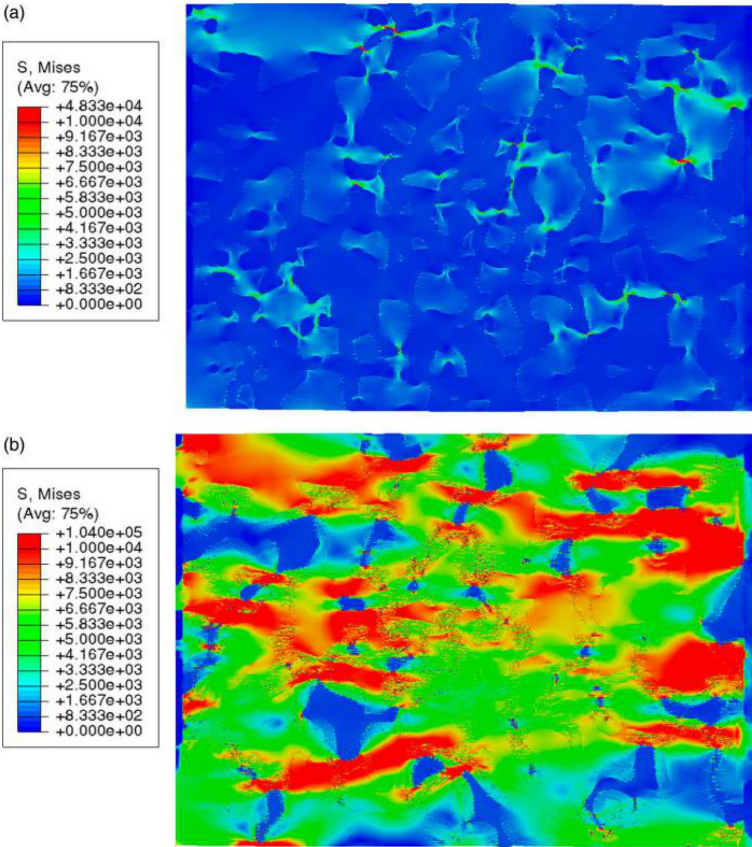 (a)
S, Mises
(Avg: 75%)
+4.833e+04
+1.000e+04
+9.167e+03
+8.333e+03
+7.500e+03
+6.667e+03
+5.833e+03
+5.000e+03
+4.167e+03
+3.333e+03
+2.500e+03
+1.667e+03
+8.333e+02
+0.000e+00
(b)
S, Mises
(Avg: 75%)
+1.040e+05
+1.000e+04
+9.167e+03
+8.333e+03
+7.500e+03
+6.667e+03
+5.833e+03
+5.000e+03
+4.167e+03
+3.333e+03
+2.500e+03
+1.667e+03
+8.333e+02
+0.000e+00